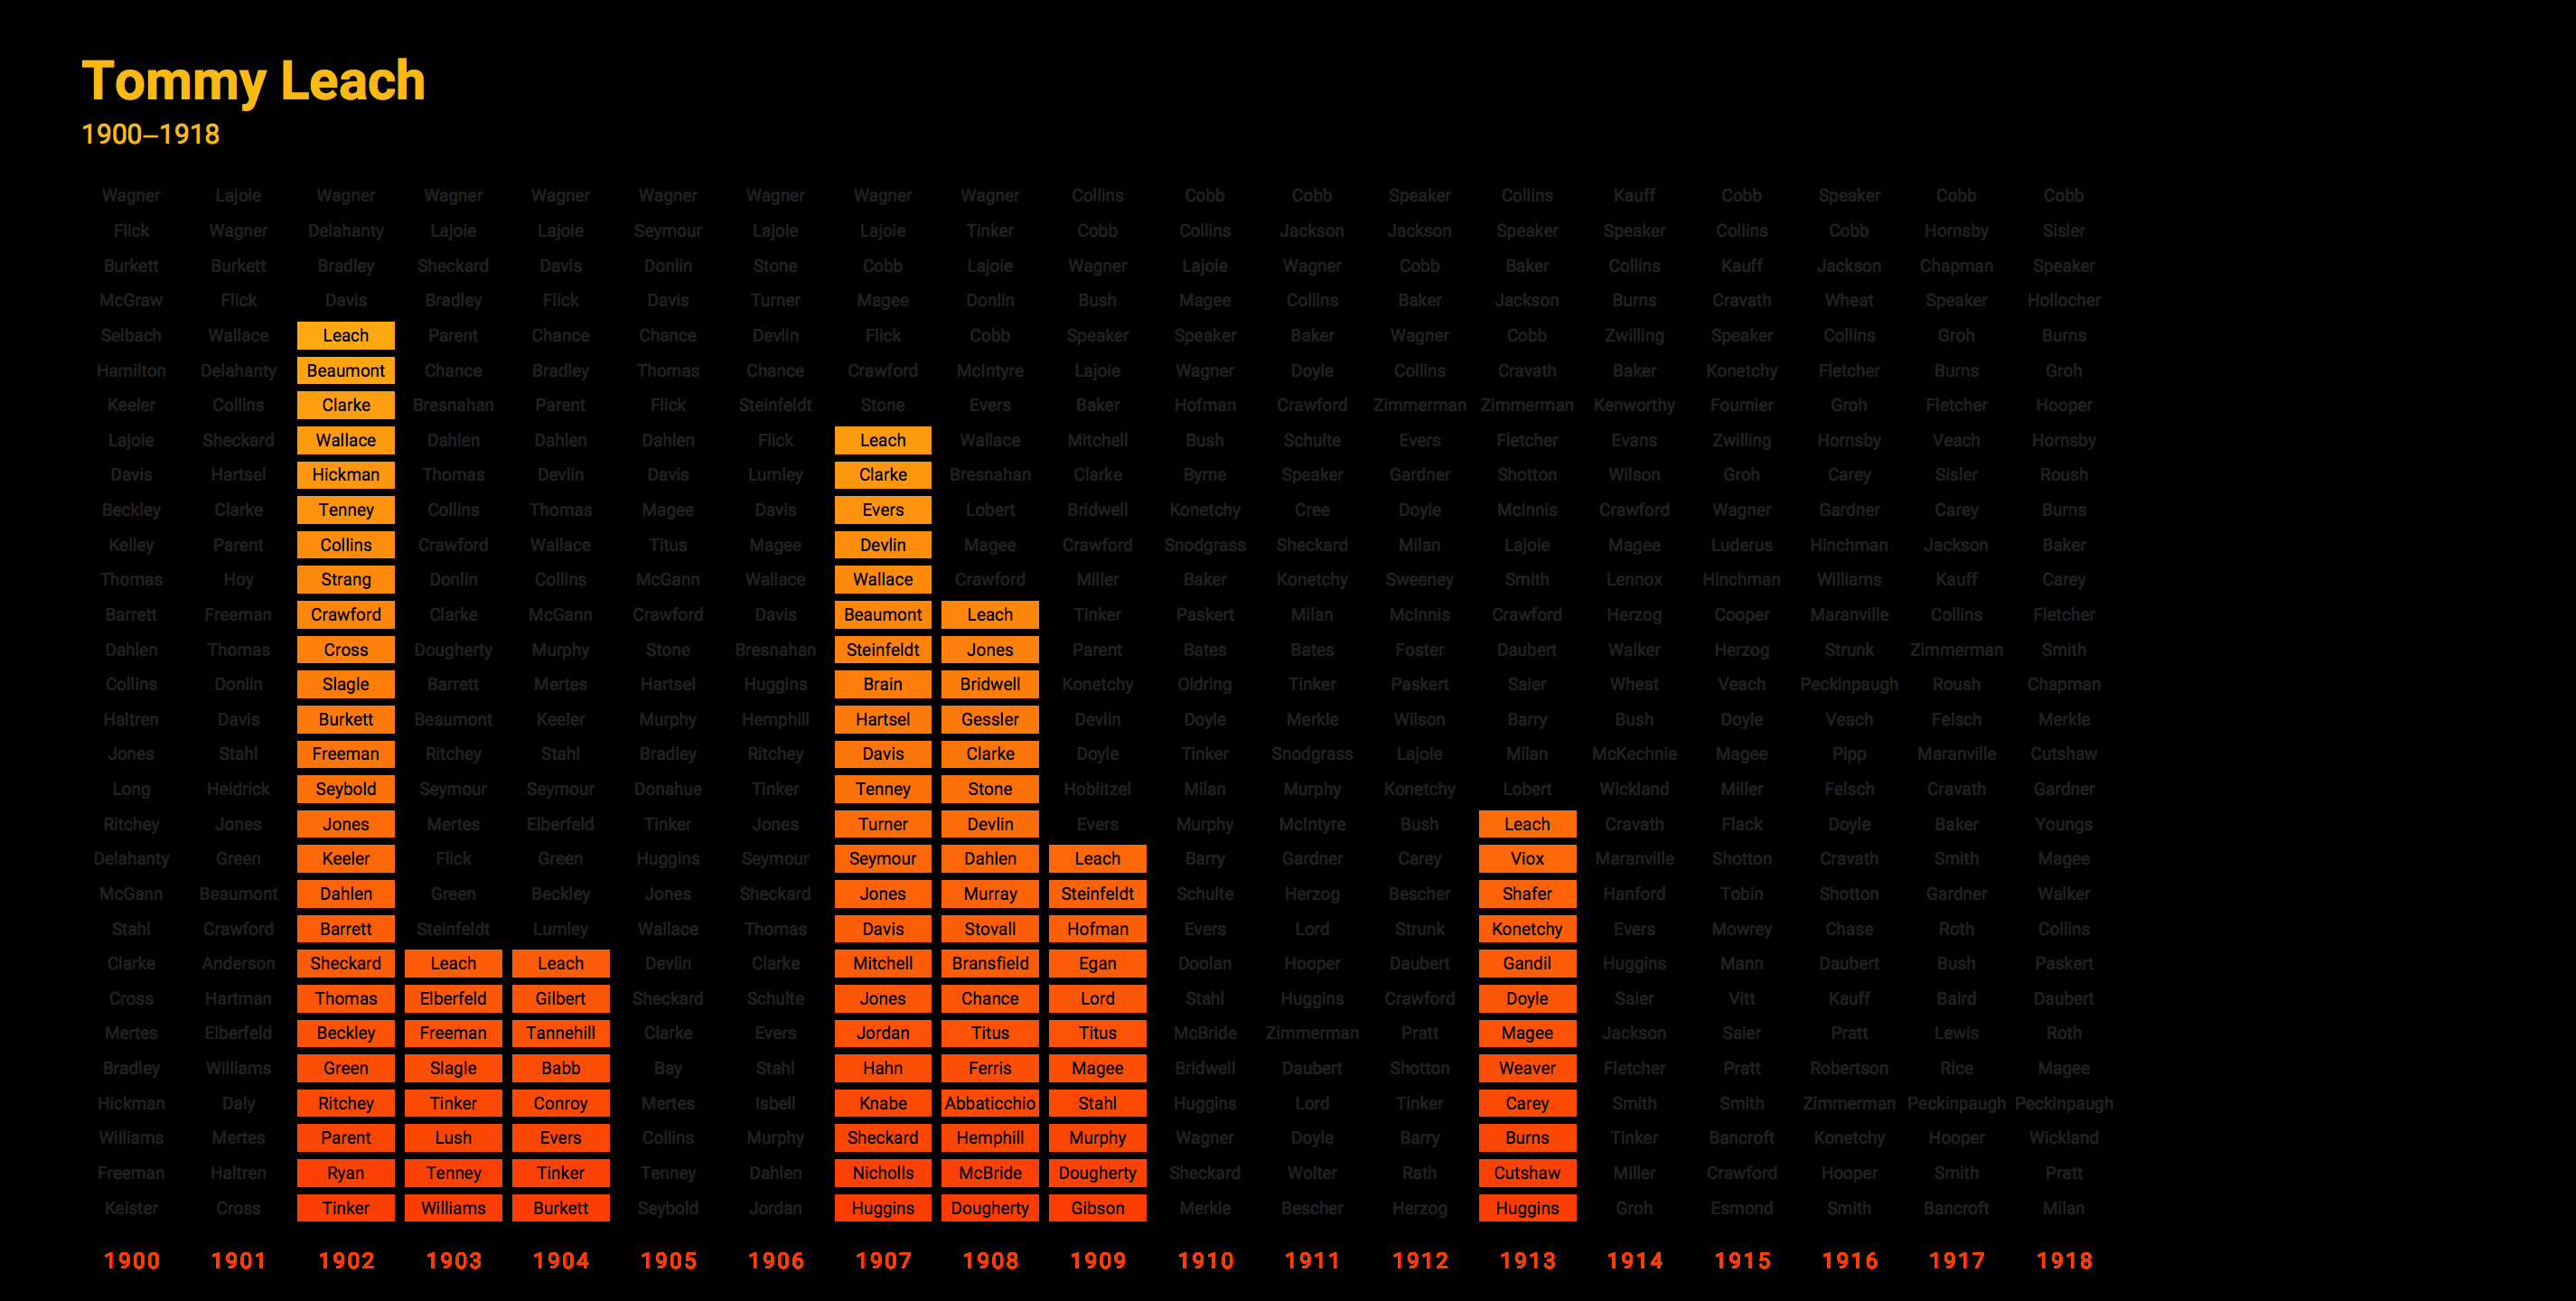 Tommy Leach
1900–1918
Wagner Lajoie Wagner Wagner Wagner Wagner Wagner Wagner Wagner Collins Cobb Cobb Speaker Collins Kauff Cobb Speaker Cobb Cobb
Flick Wagner Delahanty Lajoie Lajoie Seymour Lajoie Lajoie Tinker Cobb Collins Jackson Jackson Speaker Speaker Collins Cobb Hornsby Sisler
Burkett Burkett Bradley Sheckard Davis Donlin Stone Cobb Lajoie Wagner Lajoie Wagner Cobb Baker Collins Kauff Jackson Chapman Speaker
McGraw Flick Davis Bradley Flick Davis Turner Magee Donlin Bush Magee Collins Baker Jackson Burns Cravath Wheat Speaker Hollocher
Selbach Wallace Leach Parent Chance Chance Devlin Flick Cobb Speaker Speaker Baker Wagner Cobb Zwilling Speaker Collins Groh Burns
Hamilton Delahanty Beaumont Chance Bradley Thomas Chance Crawford McIntyre Lajoie Wagner Doyle Collins Cravath Baker Konetchy Fletcher Burns Groh
Keeler Collins Clarke Bresnahan Parent Flick Steinfeldt Stone Evers Baker Hofman Crawford Zimmerman Zimmerman Kenworthy Fournier Groh Fletcher Hooper
Lajoie Sheckard Wallace Dahlen Dahlen Dahlen Flick Leach Wallace Mitchell Bush Schulte Evers Fletcher Evans Zwilling Hornsby Veach Hornsby
Davis Hartsel Hickman Thomas Devlin Davis Lumley Clarke Bresnahan Clarke Byrne Speaker Gardner Shotton Wilson Groh Carey Sisler Roush
Beckley Clarke Tenney Collins Thomas Magee Davis Evers Lobert Bridwell Konetchy Cree Doyle McInnis Crawford Wagner Gardner Carey Burns
Kelley Parent Collins Crawford Wallace Titus Magee Devlin Magee Crawford Snodgrass Sheckard Milan Lajoie Magee Luderus Hinchman Jackson Baker
Thomas Hoy Strang Donlin Collins McGann Wallace Wallace Crawford Miller Baker Konetchy Sweeney Smith Lennox Hinchman Williams Kauff Carey
Barrett Freeman Crawford Clarke McGann Crawford Davis Beaumont Leach Tinker Paskert Milan McInnis Crawford Herzog Cooper Maranville Collins Fletcher
Dahlen Thomas Cross Dougherty Murphy Stone Bresnahan Steinfeldt Jones Parent Bates Bates Foster Daubert Walker Herzog Strunk Zimmerman Smith
Collins Donlin Slagle Barrett Mertes Hartsel Huggins Brain Bridwell Konetchy Oldring Tinker Paskert Saier Wheat Veach Peckinpaugh Roush Chapman
Haltren Davis Burkett Beaumont Keeler Murphy Hemphill Hartsel Gessler Devlin Doyle Merkle Wilson Barry Bush Doyle Veach Felsch Merkle
Jones Stahl Freeman Ritchey Stahl Bradley Ritchey Davis Clarke Doyle Tinker Snodgrass Lajoie Milan McKechnie Magee Pipp Maranville Cutshaw
Long Heidrick Seybold Seymour Seymour Donahue Tinker Tenney Stone Hoblitzel Milan Murphy Konetchy Lobert Wickland Miller Felsch Cravath Gardner
Ritchey Jones Jones Mertes Elberfeld Tinker Jones Turner Devlin Evers Murphy McIntyre Bush Leach Cravath Flack Doyle Baker Youngs
Delahanty Green Keeler Flick Green Huggins Seymour Seymour Dahlen Leach Barry Gardner Carey Viox Maranville Shotton Cravath Smith Magee
McGann Beaumont Dahlen Green Beckley Jones Sheckard Jones Murray Steinfeldt Schulte Herzog Bescher Shafer Hanford Tobin Shotton Gardner Walker
Stahl Crawford Barrett Steinfeldt Lumley Wallace Thomas Davis Stovall Hofman Evers Lord Strunk Konetchy Evers Mowrey Chase Roth Collins
Clarke Anderson Sheckard Leach Leach Devlin Clarke Mitchell Bransfield Egan Doolan Hooper Daubert Gandil Huggins Mann Daubert Bush Paskert
Cross Hartman Thomas Elberfeld Gilbert Sheckard Schulte Jones Chance Lord Stahl Huggins Crawford Doyle Saier Vitt Kauff Baird Daubert
Mertes Elberfeld Beckley Freeman Tannehill Clarke Evers Jordan Titus Titus McBride Zimmerman Pratt Magee Jackson Saier Pratt Lewis Roth
Bradley Williams Green Slagle Babb Bay Stahl Hahn Ferris Magee Bridwell Daubert Shotton Weaver Fletcher Pratt Robertson Rice Magee
Hickman Daly Ritchey Tinker Conroy Mertes Isbell Knabe Abbaticchio Stahl Huggins Lord Tinker Carey Smith Smith Zimmerman Peckinpaugh Peckinpaugh
Williams Mertes Parent Lush Evers Collins Murphy Sheckard Hemphill Murphy Wagner Doyle Barry Burns Tinker Bancroft Konetchy Hooper Wickland
Freeman Haltren Ryan Tenney Tinker Tenney Dahlen Nicholls McBride Dougherty Sheckard Wolter Rath Cutshaw Miller Crawford Hooper Smith Pratt
Keister Cross Tinker Williams Burkett Seybold Jordan Huggins Dougherty Gibson Merkle Bescher Herzog Huggins Groh Esmond Smith Bancroft Milan
1900 1901 1902 1903 1904 1905 1906 1907 1908 1909 1910 1911 1912 1913 1914 1915 1916 1917 1918